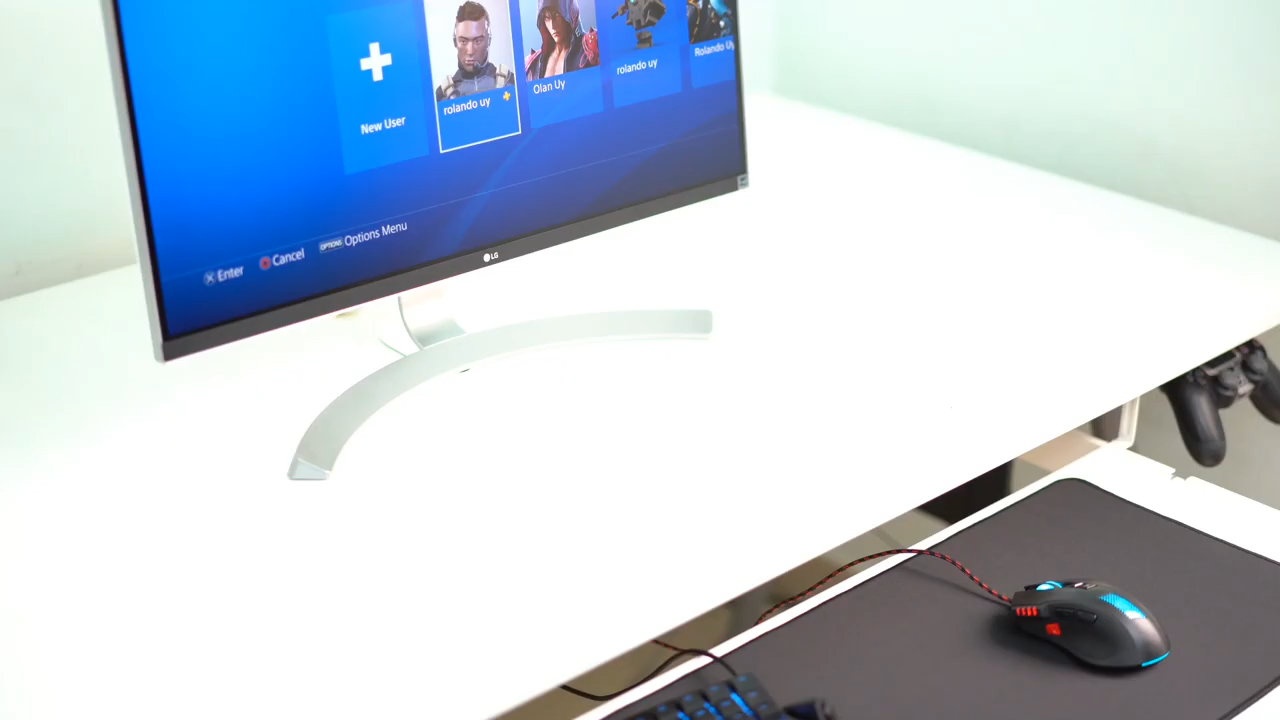 New User
rolando uy
Olan Uy
rolando uy
Rolando Uy
Enter
Cancel
OPTIONS Options Menu
LG